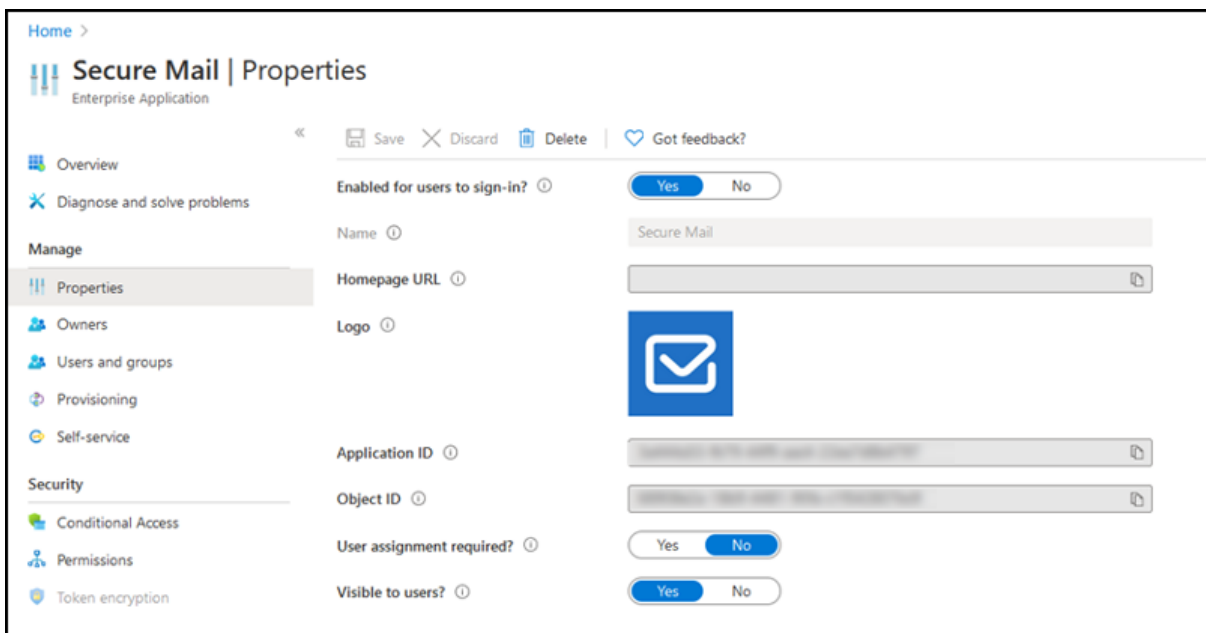 Home >
Secure Mail | Properties
Enterprise Application
«
Save
Discard
Delete
Got feedback?
Overview
Diagnose and solve problems
Manage
Properties
Owners
Users and groups
Provisioning
Self-service
Security
Conditional Access
Permissions
Token encryption
Enabled for users to sign-in? Yes No
Name Secure Mail
Homepage URL
Logo
Application ID
Object ID
User assignment required? Yes No
Visible to users? Yes No